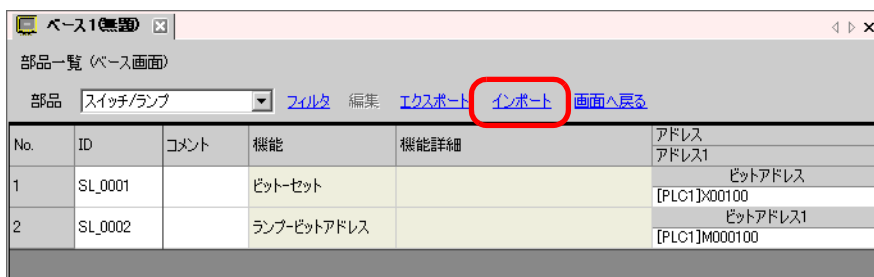 ベース1(無題)
部品一覧 (ベース画面)
部品 スイッチ/ランプ フィルタ 編集 エクスポート インポート 画面へ戻る
No. ID コメント 機能 機能詳細 アドレス
アドレス1
1 SL_0001 ビット-セット ビットアドレス
[PLC1]X00100
2 SL_0002 ランプ-ビットアドレス ビットアドレス1
[PLC1]M000100